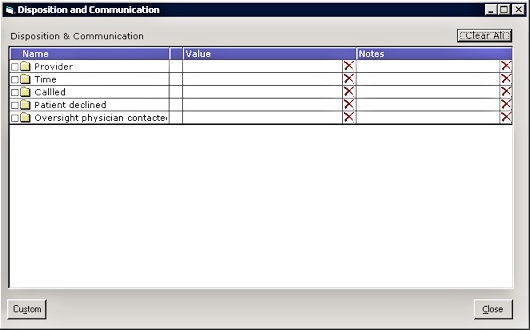 Disposition and Communication
Disposition & Communication
Clear All
Name Value Notes
Provider
Time
Callled
Patient declined
Oversight physician contacted
Custom
Close